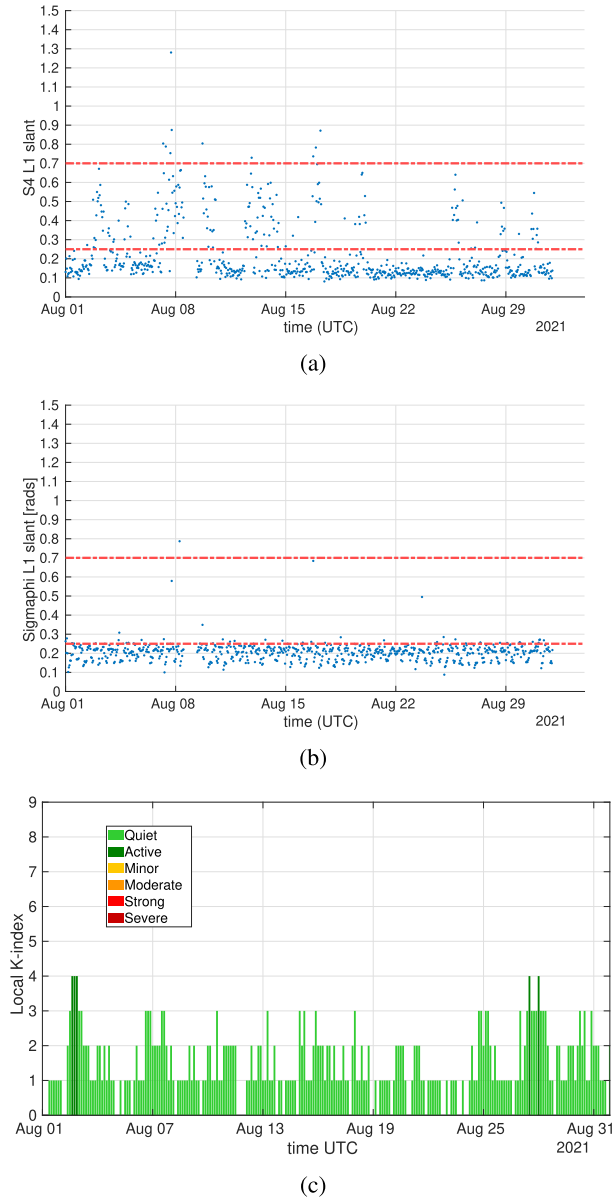 1.5
1.4
1.3
1.2
1.1
1
0.9
0.8
0.7
0.6
0.5
0.4
0.3
0.2
0.1
0
S4 L1 slant
Aug 01 Aug 08 Aug 15 Aug 22 Aug 29
time (UTC) 2021
(a)
1.5
1.4
1.3
1.2
1.1
1
0.9
0.8
0.7
0.6
0.5
0.4
0.3
0.2
0.1
0
Sigmaphi L1 slant [rads]
Aug 01 Aug 08 Aug 15 Aug 22 Aug 29
time (UTC) 2021
(b)
9
8
7
6
5
4
3
2
1
0
Local K-index
Quiet
Active
Minor
Moderate
Strong
Severe
Aug 01 Aug 07 Aug 13 Aug 19 Aug 25 Aug 31
time UTC 2021
(c)